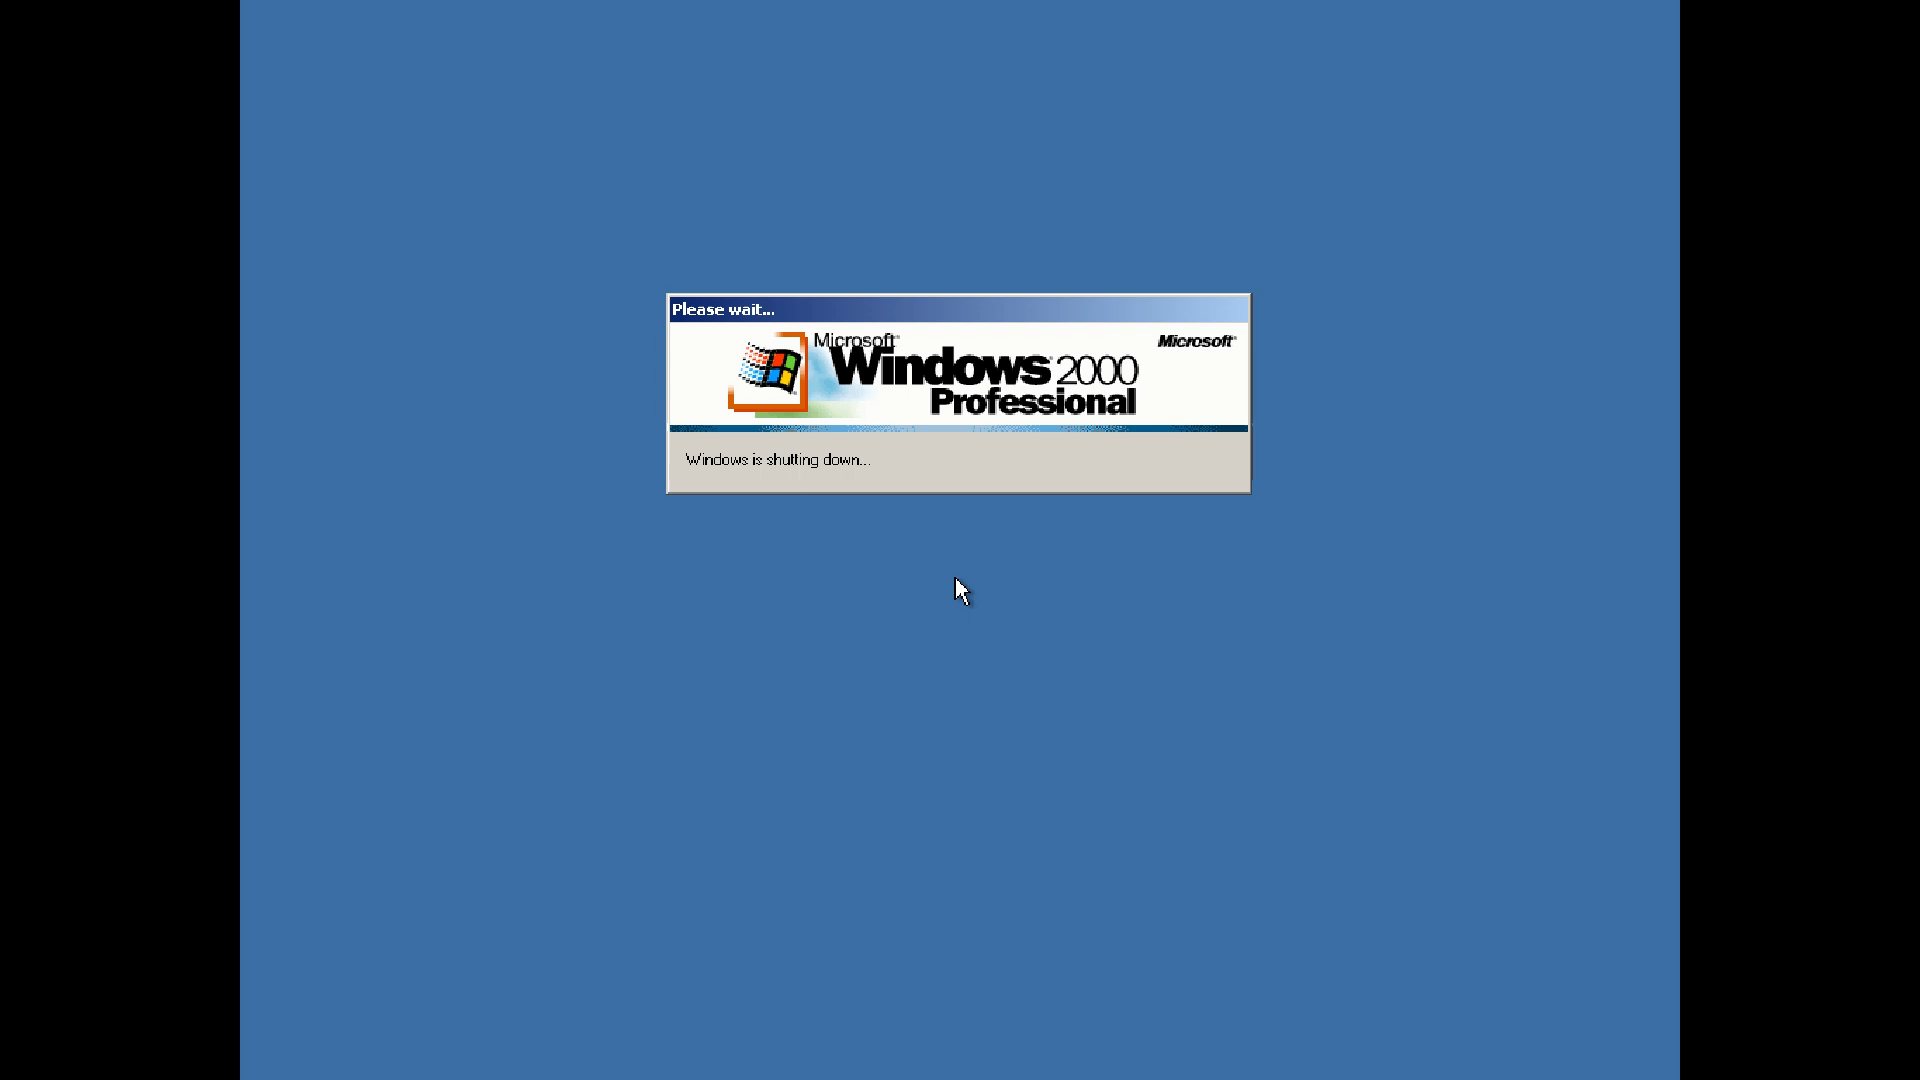 Please wait...
Microsoft®
Windows 2000
Professional
Microsoft®
Windows is shutting down...